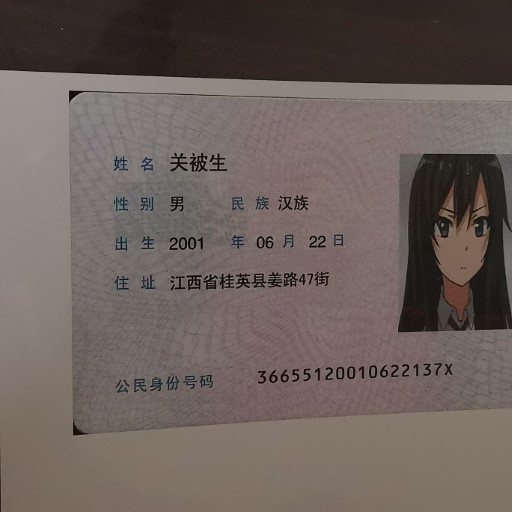 姓名 关被生
性别 男 民族 汉族
出生 2001 年 06 月 22 日
住址 江西省桂英县姜路47街
公民身份号码 36655120010622137X